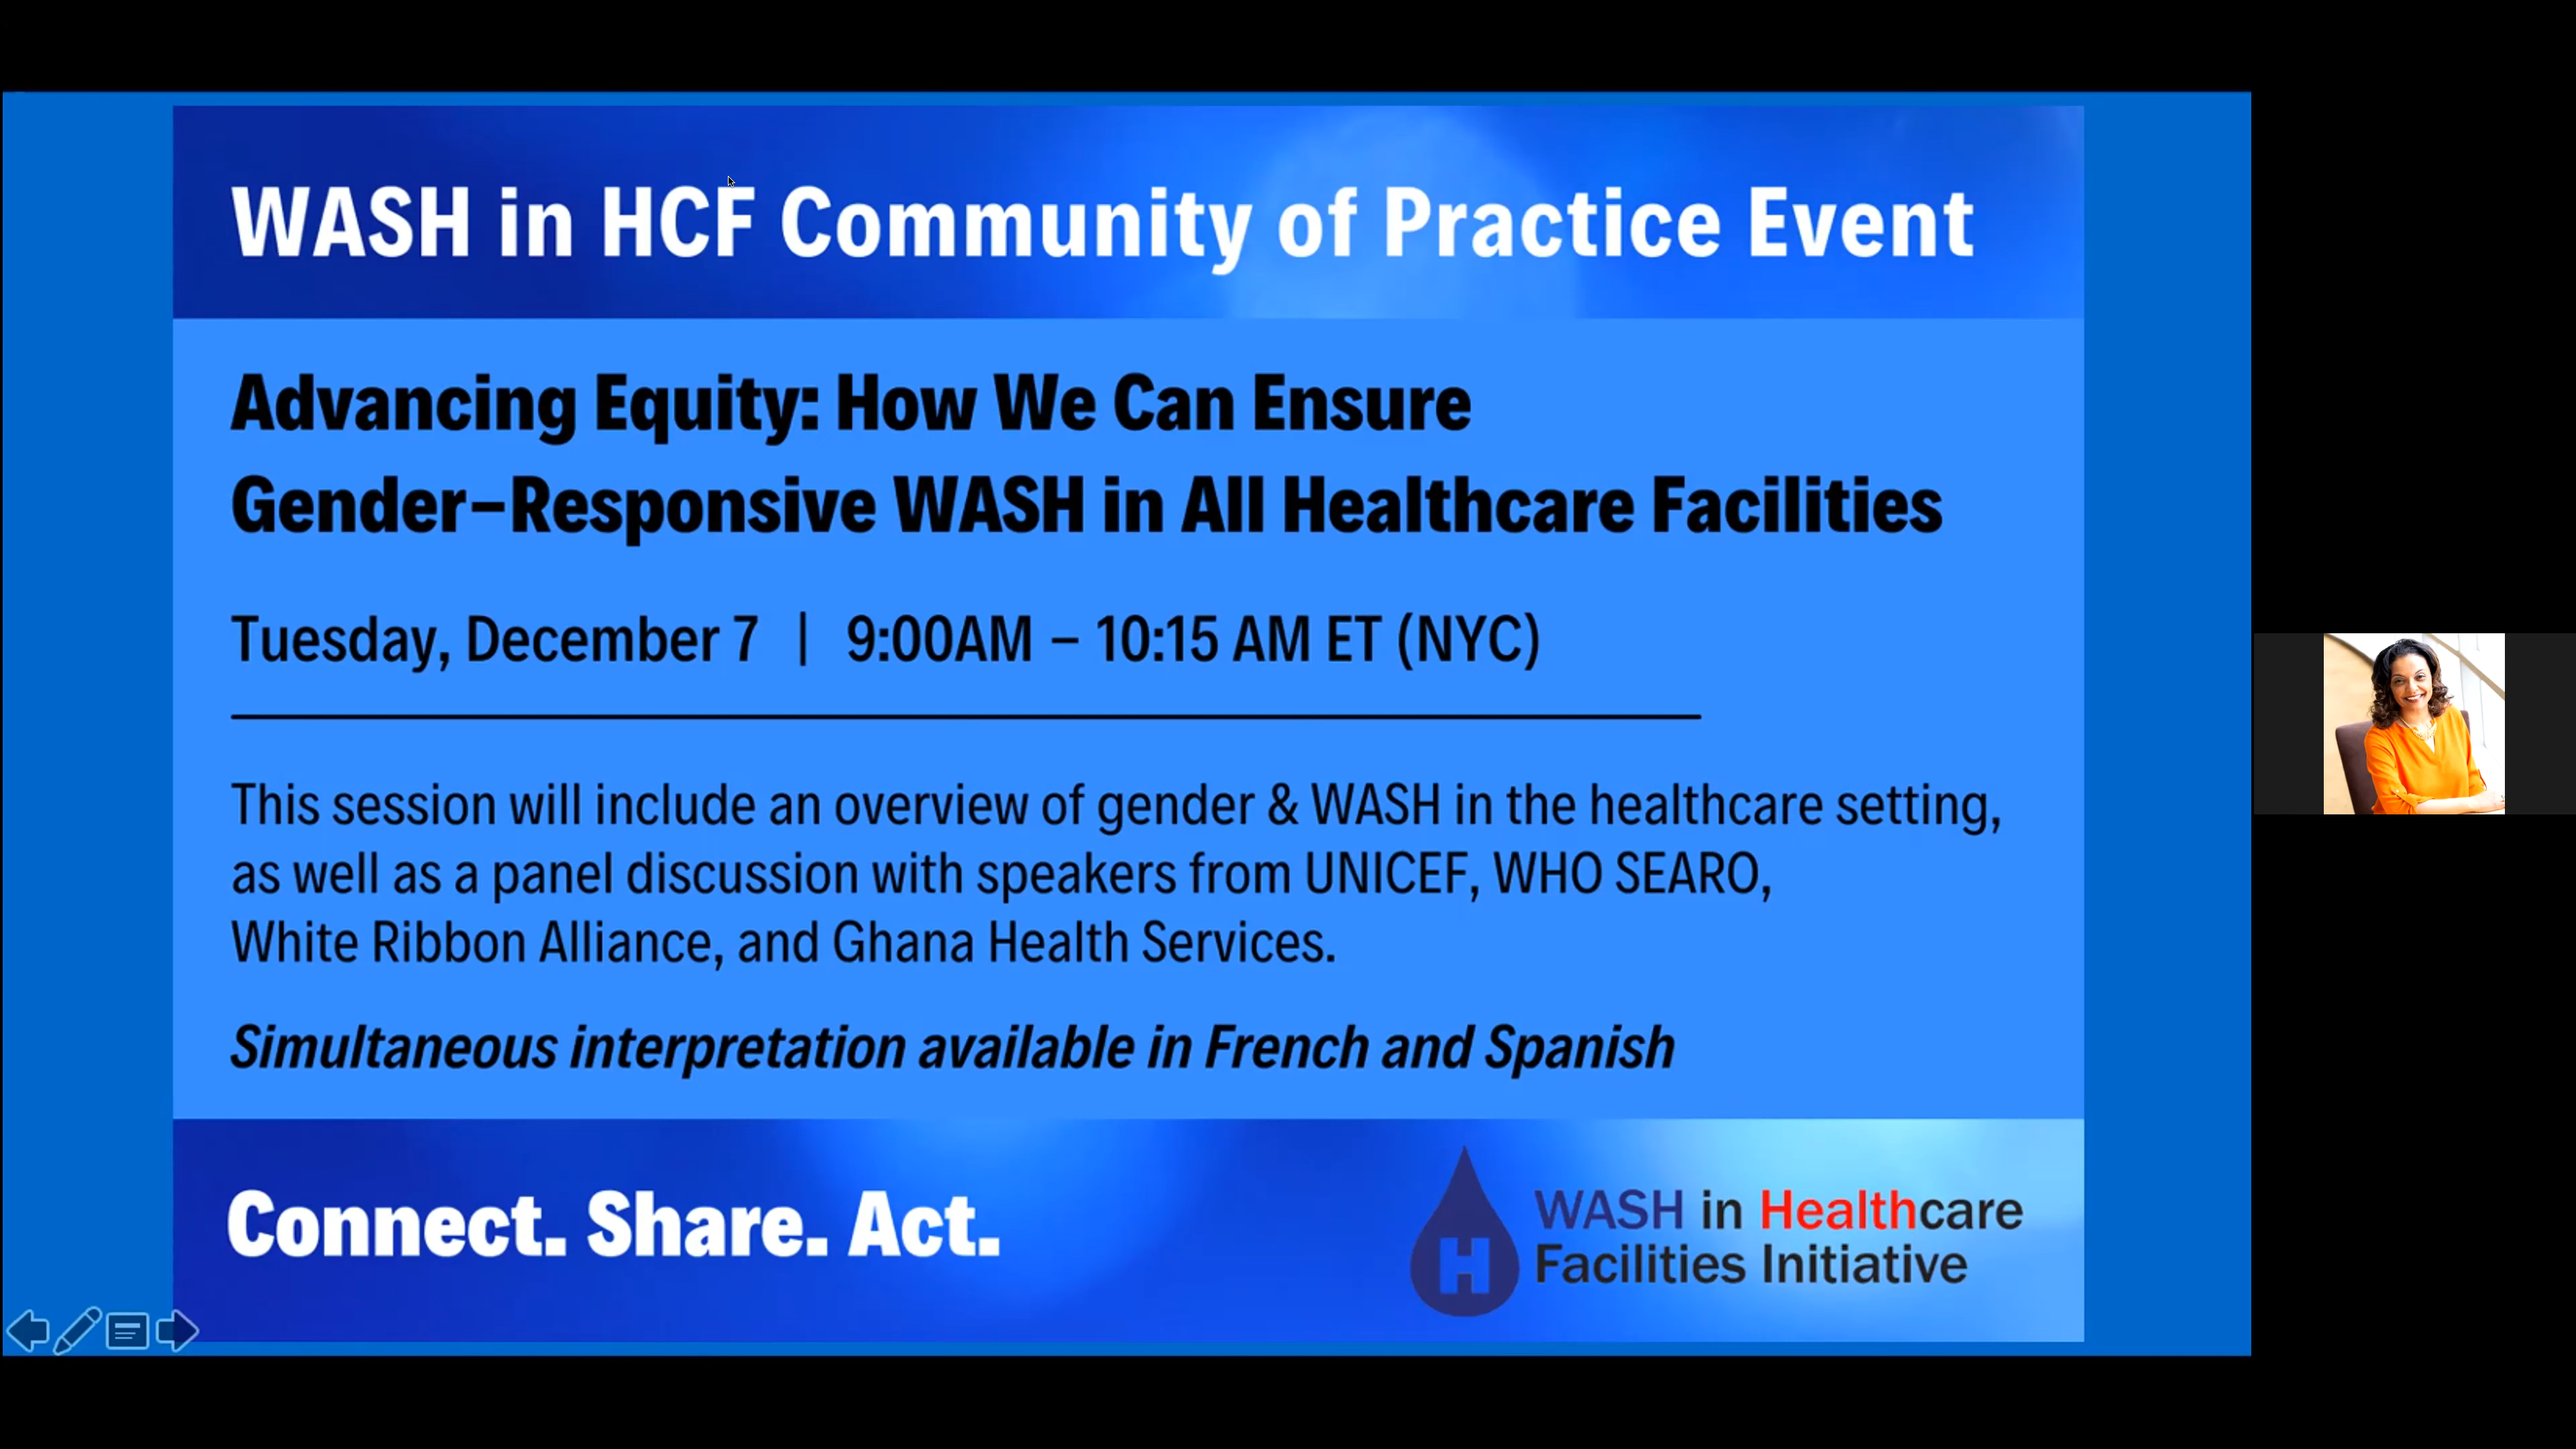 WASH in HCF Community of Practice Event
Advancing Equity: How We Can Ensure
Gender–Responsive WASH in All Healthcare Facilities
Tuesday, December 7 | 9:00AM – 10:15 AM ET (NYC)
This session will include an overview of gender & WASH in the healthcare setting,
as well as a panel discussion with speakers from UNICEF, WHO SEARO,
White Ribbon Alliance, and Ghana Health Services.
Simultaneous interpretation available in French and Spanish
Connect. Share. Act.
H
WASH in Healthcare
Facilities Initiative